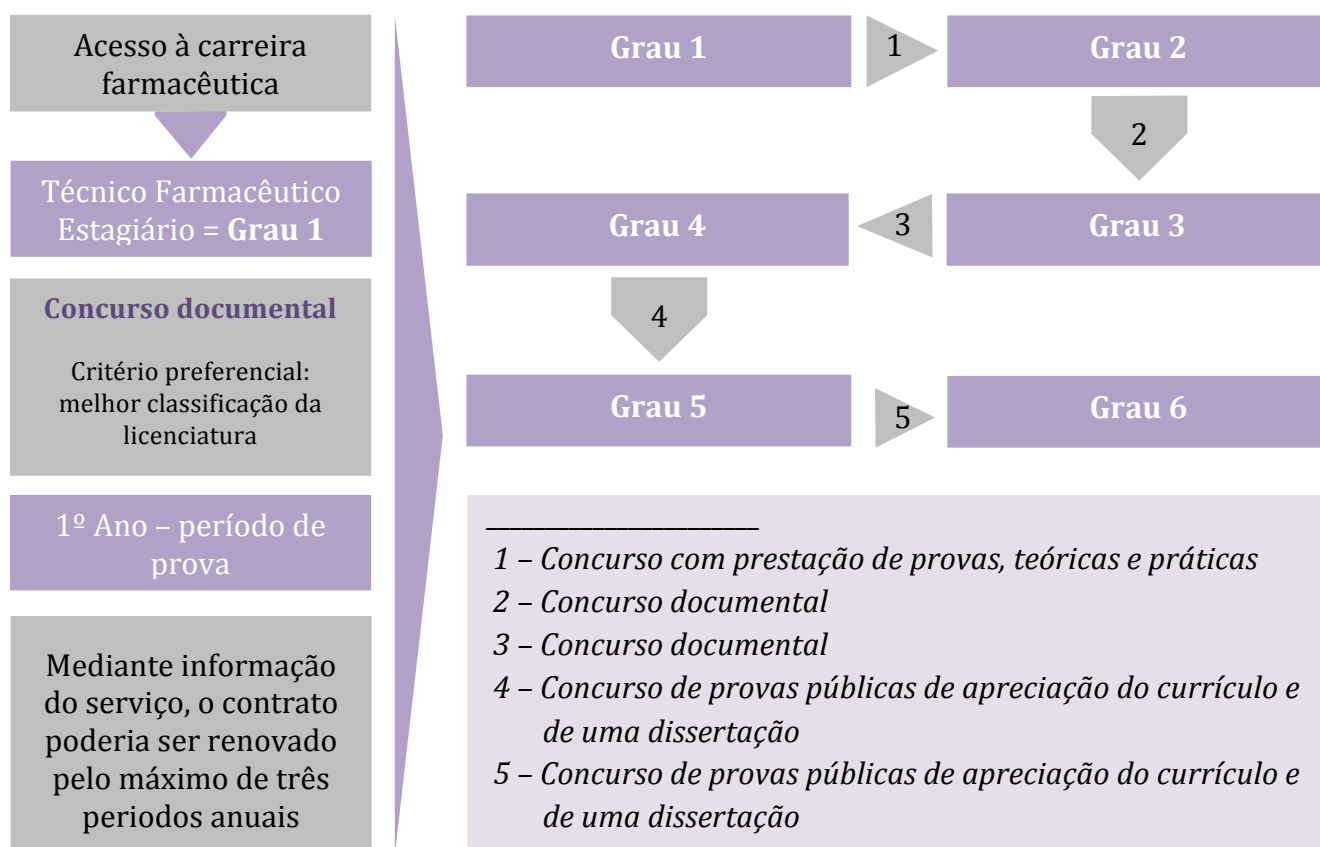 Acesso à carreira
farmacêutica
Técnico Farmacêutico
Estagiário = Grau 1
Concurso documental
Critério preferencial:
melhor classificação da
licenciatura
1º Ano – período de
prova
Mediante informação
do serviço, o contrato
poderia ser renovado
pelo máximo de três
periodos anuais
Grau 1
1
Grau 2
2
Grau 4
3
Grau 3
4
Grau 5
5
Grau 6
1 – Concurso com prestação de provas, teóricas e práticas
2 – Concurso documental
3 – Concurso documental
4 – Concurso de provas públicas de apreciação do currículo e
de uma dissertação
5 – Concurso de provas públicas de apreciação do currículo e
de uma dissertação